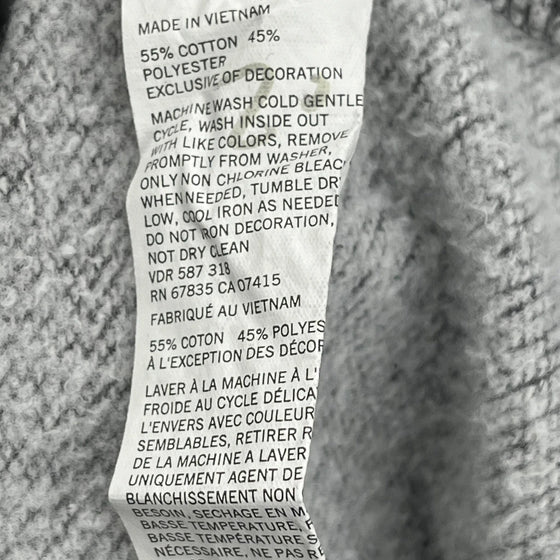 MADE IN VIETNAM
55% COTTON 45%
POLYESTER
EXCLUSIVE OF DECORATION
MACHINE WASH COLD GENTLE
CYCLE, WASH INSIDE OUT
WITH LIKE COLORS, REMOVE
PROMPTLY FROM WASHER,
ONLY NON CHLORINE BLEAC
WHEN NEEDED, TUMBLE DRY
LOW, COOL IRON AS NEEDED
DO NOT IRON DECORATION,
NOT DRY CLEAN
VDR 587 318
RN 67835 CA 07415
FABRIQUÉ AU VIETNAM
55% COTON 45% POLYES
À L'EXCEPTION DES DÉCOR
LAVER À LA MACHINE À L'
FROIDE AU CYCLE DÉLICA
L'ENVERS AVEC COULEUR
SEMBLABLES, RETIRER R
DE LA MACHINE A LAVER
UNIQUEMENT AGENT DE
BLANCHISSEMENT NON
BESOIN, SECHAGE EN M
BASSE TEMPERATURE, F
BASSE TEMPÉRATURE S
NÉCESSAIRE, NE PAS R